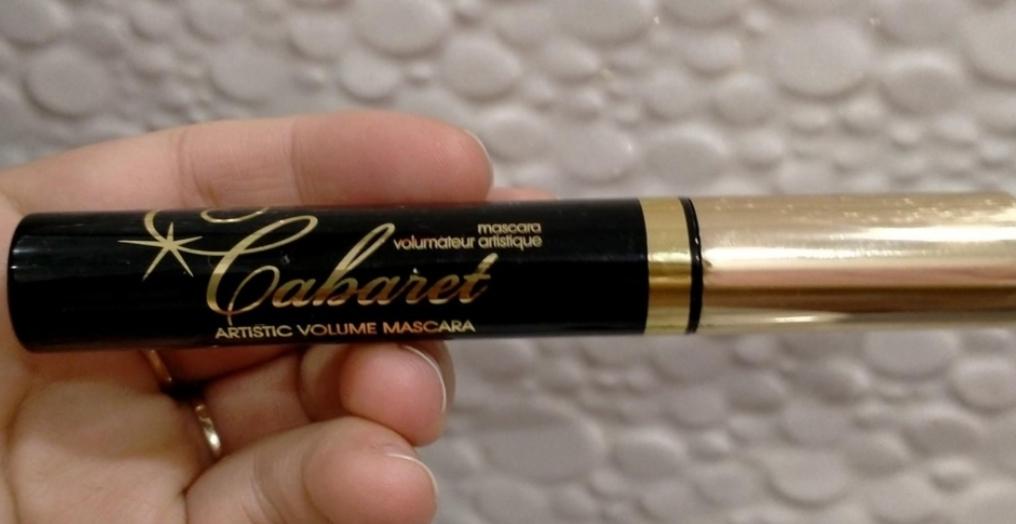 mascara
volumateur artistique
Cabaret
ARTISTIC VOLUME MASCARA